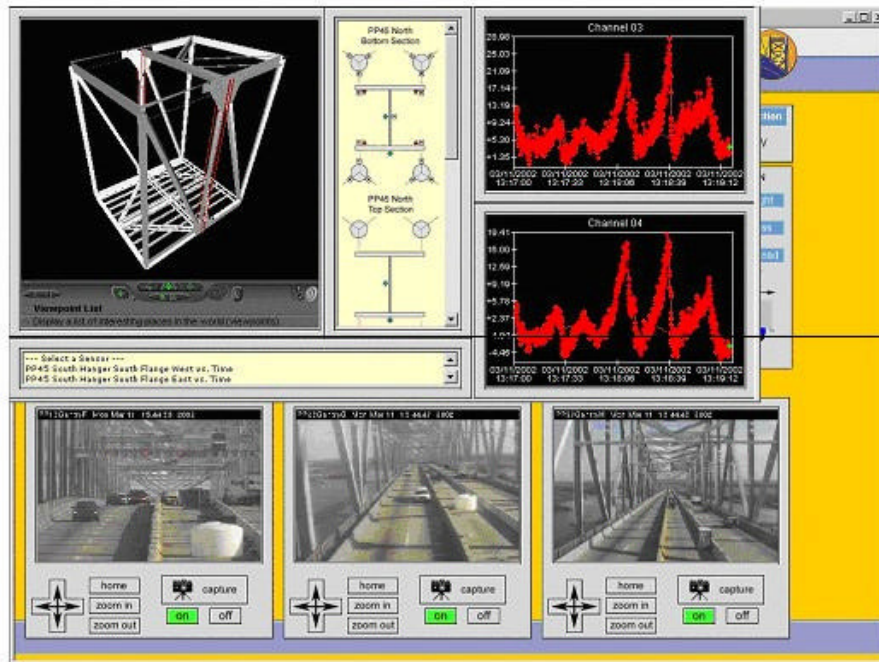 PP45 North
Bottom Section
PP45 North
Top Section
Viewpoint List
Display a list of interesting places in the world (viewpoints)
--- Select a Sensor ---
PP45 South Hanger South Flange West vs. Time
PP45 South Hanger South Flange East vs. Time
Channel 03
28.98
25.03
21.09
17.14
13.19
+9.24
+5.30
+1.35
03/11/2002 03/11/2002 03/11/2002 03/11/2002 03/11/2002
13:17:00 13:17:33 13:18:06 13:18:39 13:19:12
Channel 04
19.41
16.00
12.59
+9.19
+5.78
+2.37
-4.45
03/11/2002 03/11/2002 03/11/2002 03/11/2002 03/11/2002
13:17:00 13:17:33 13:18:06 13:18:39 13:19:12
home
zoom in
zoom out
capture
on off
home
zoom in
zoom out
capture
on off
home
zoom in
zoom out
capture
on off